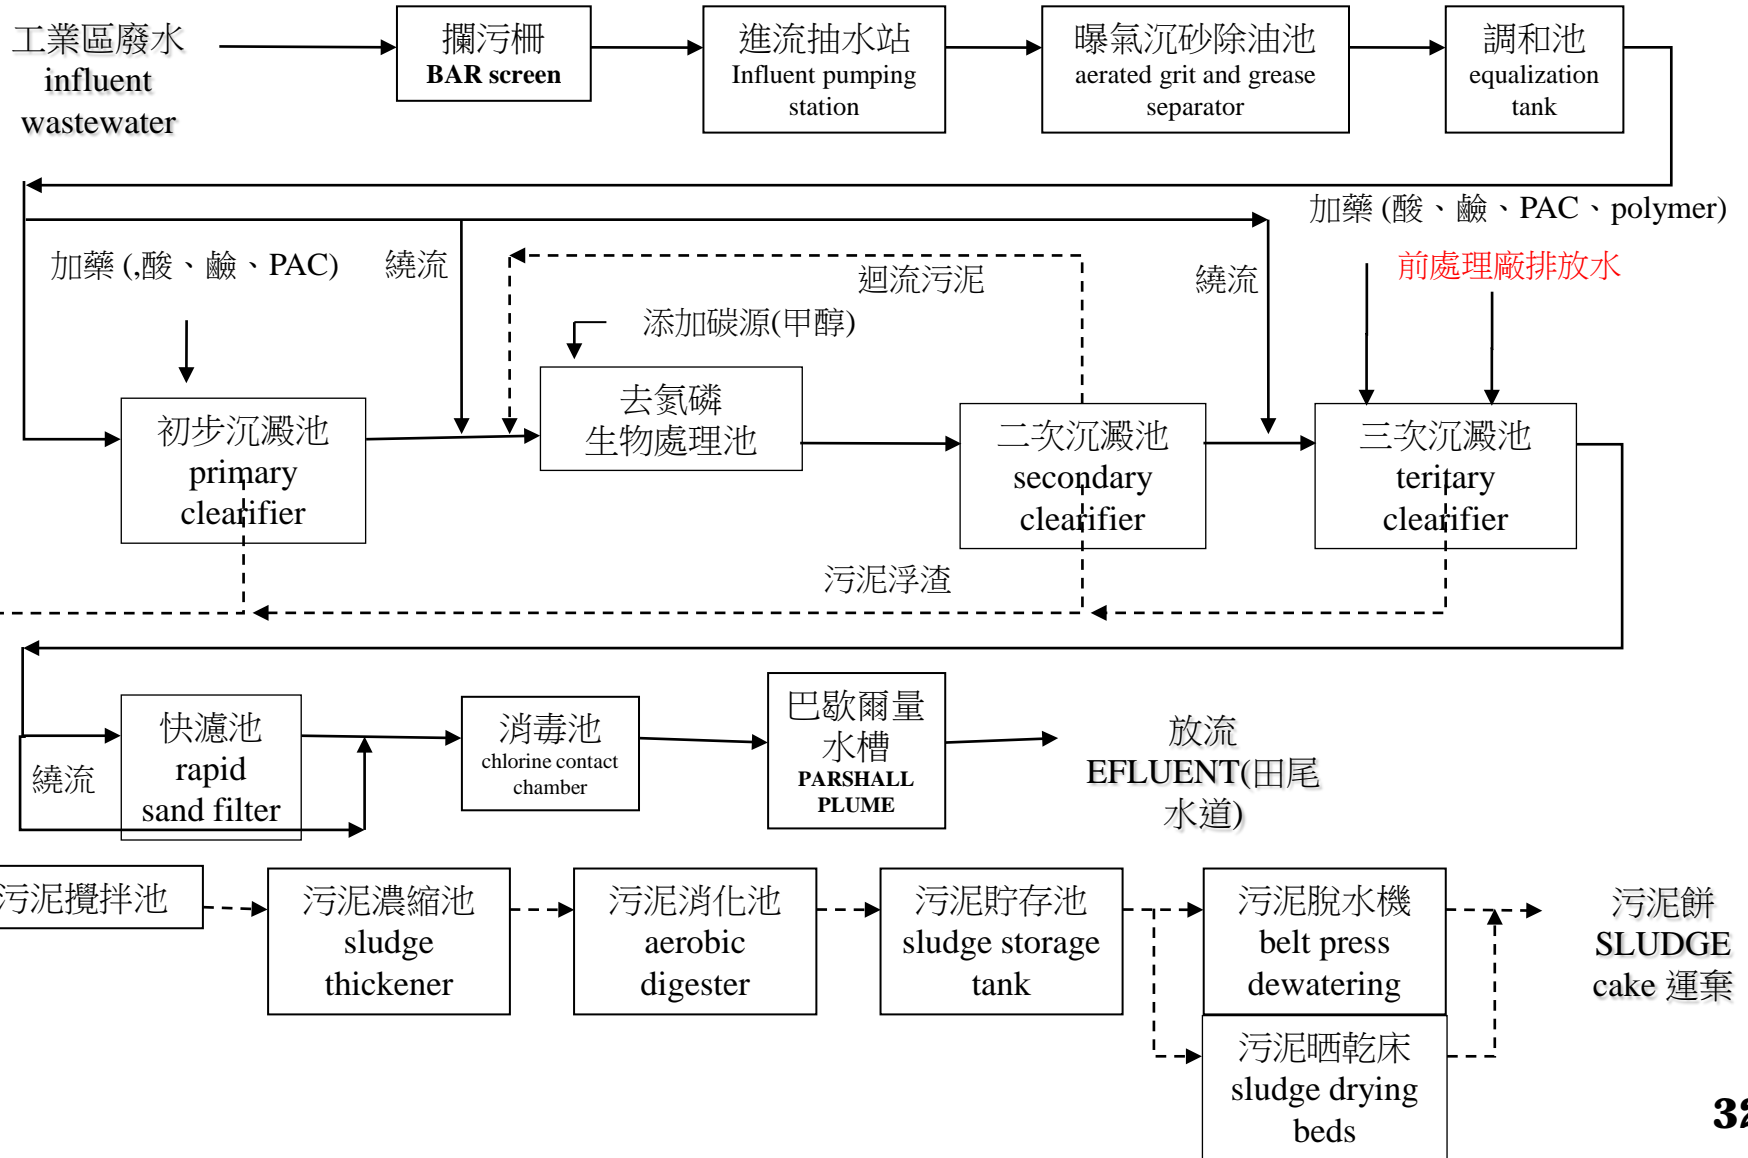 工業區廢水
influent
wastewater
攔污柵
BAR screen
進流抽水站
Influent pumping
station
曝氣沉砂除油池
aerated grit and grease
separator
調和池
equalization
tank
加藥 (酸、鹼、PAC、polymer)
加藥 (,酸、鹼、PAC)
繞流
迴流污泥
繞流
前處理廠排放水
添加碳源(甲醇)
初步沉澱池
primary
clearifier
去氮磷
生物處理池
二次沉澱池
secondary
clearifier
三次沉澱池
teritary
clearifier
污泥浮渣
繞流
快濾池
rapid
sand filter
消毒池
chlorine contact
chamber
巴歇爾量
水槽
PARSHALL
PLUME
放流
EFLUENT(田尾
水道)
污泥攪拌池
污泥濃縮池
sludge
thickener
污泥消化池
aerobic
digester
污泥貯存池
sludge storage
tank
污泥脫水機
belt press
dewatering
污泥晒乾床
sludge drying
beds
污泥餅
SLUDGE
cake 運棄
32